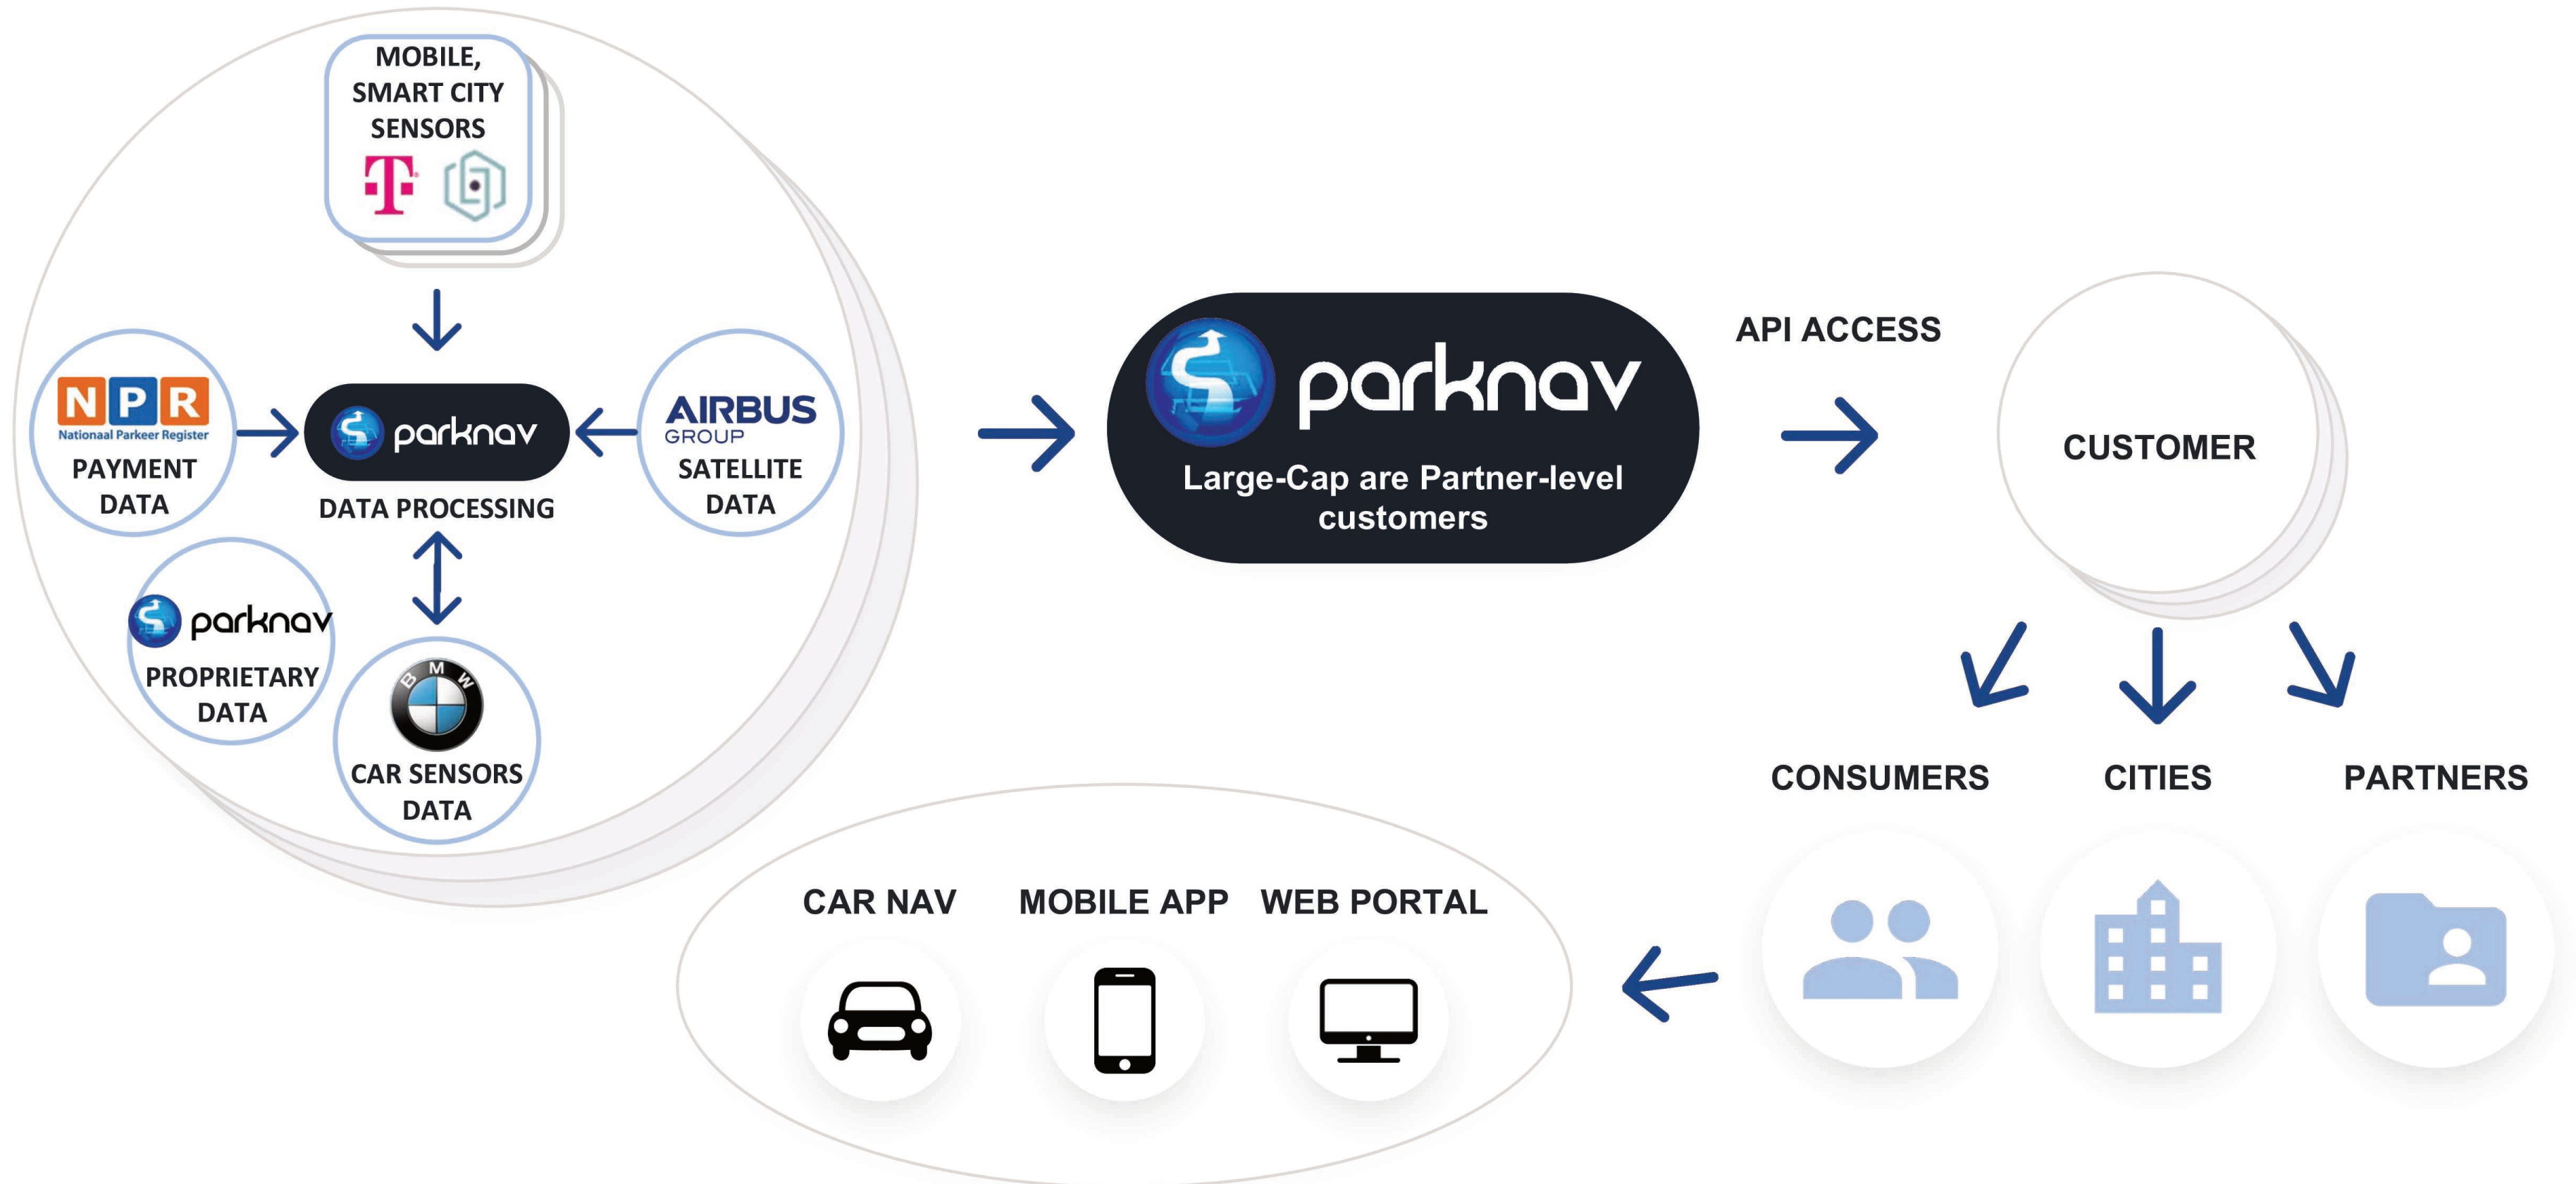 MOBILE,
SMART CITY
SENSORS
T
NPR
Nationaal Parkeer Register
PAYMENT
DATA
parknav
DATA PROCESSING
AIRBUS
GROUP
SATELLITE
DATA
parknav
PROPRIETARY
DATA
BMW
CAR SENSORS
DATA
parknav
Large-Cap are Partner-level
customers
API ACCESS
CUSTOMER
CONSUMERS
CITIES
PARTNERS
CAR NAV
MOBILE APP
WEB PORTAL